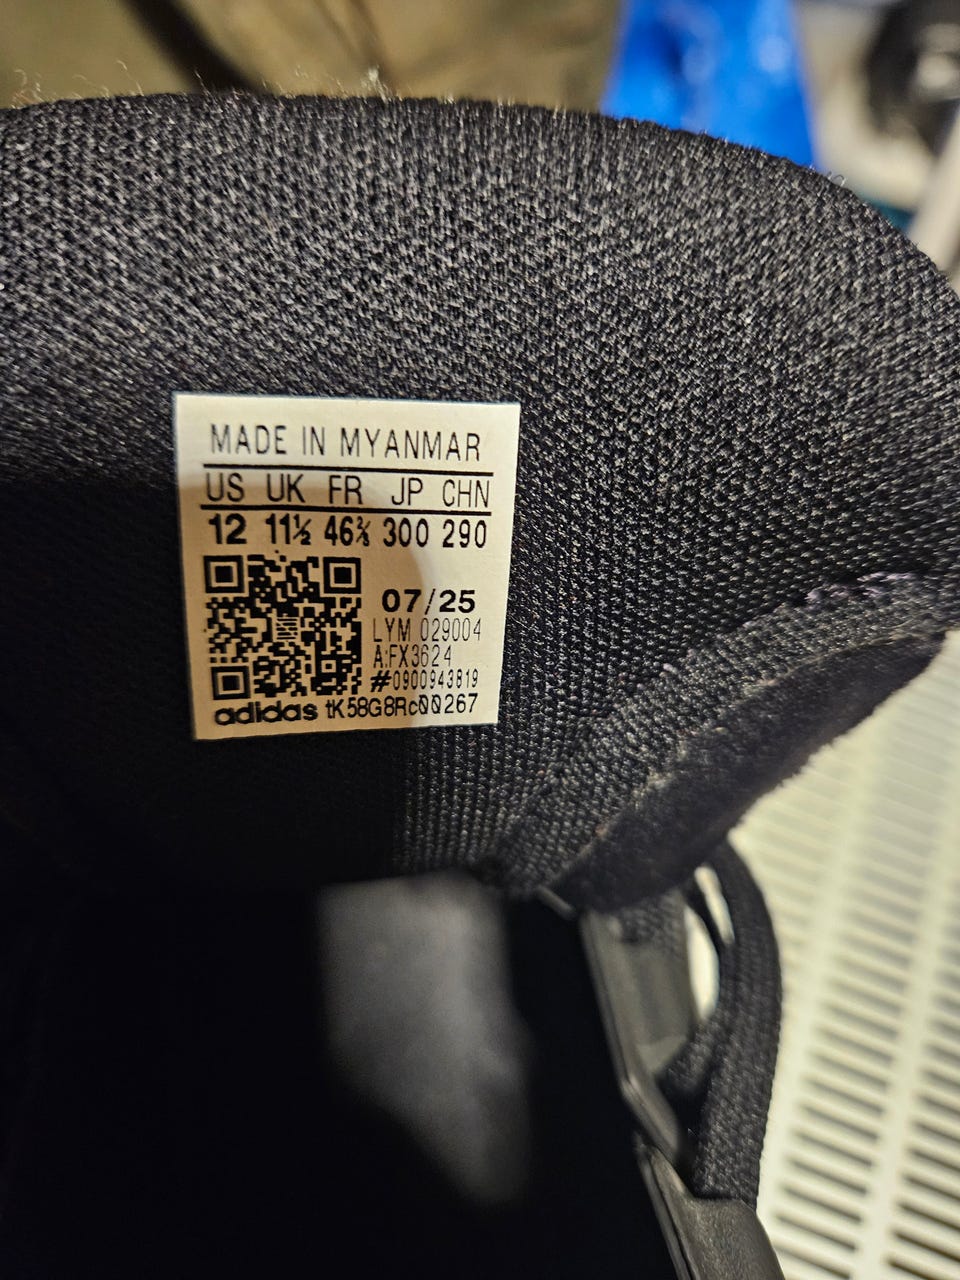 MADE IN MYANMAR
US UK FR JP CHN
12 11½ 46⅔ 300 290
07/25
LYM 029004
A:FX3624
#0900943819
adidas tK58G8Rc00267